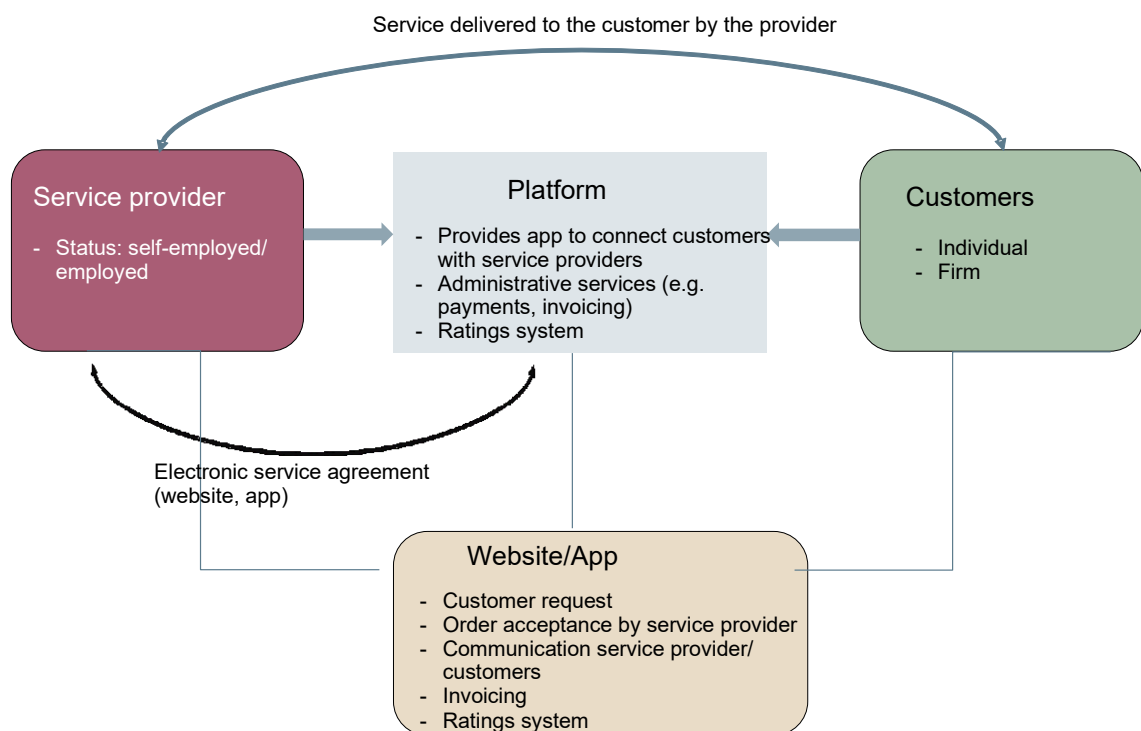 Service delivered to the customer by the provider
Service provider
- Status: self-employed/
employed
Platform
- Provides app to connect customers
with service providers
- Administrative services (e.g.
payments, invoicing)
- Ratings system
Customers
- Individual
- Firm
Electronic service agreement
(website, app)
Website/App
- Customer request
- Order acceptance by service provider
- Communication service provider/
customers
- Invoicing
- Ratings system